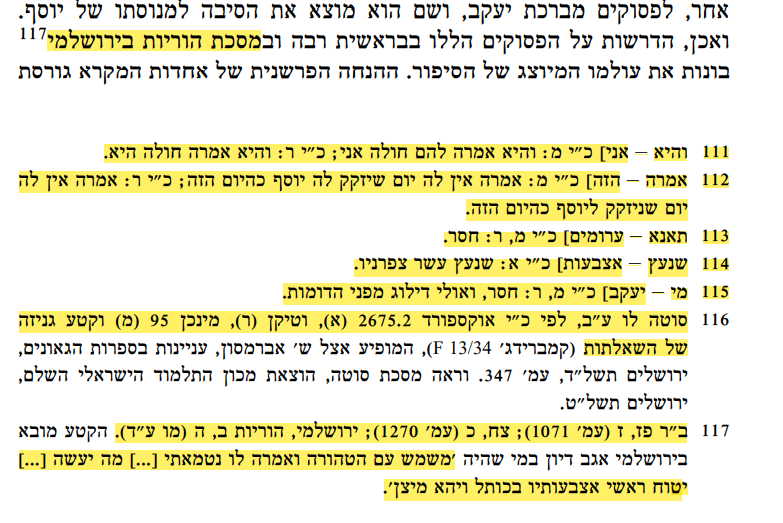 אחר, לפסוקים מברכת יעקב, ושם הוא מוצא את הסיבה למנוסתו של יוסף.
ואכן, הדרשות על הפסוקים הללו בבראשית רבה ובמסכת הוריות בירושלמי117
בונות את עולמו המיוצג של הסיפור. ההנחה הפרשנית של אחדות המקרא גורסת
111 והיא – אני] כ״י מ: והיא אמרה להם חולה אני; כ״י ר: והיא אמרה חולה היא.
112 אמרה – הזה] כ״י מ: אמרה אין לה יום שיזקק לה יוסף כהיום הזה; כ״י ר: אמרה אין לה
יום שניזקק ליוסף כהיום הזה.
113 תאנא – ערומים] כ״י מ, ר: חסר.
114 שנעץ – אצבעות] כ״י א: שנעץ עשר צפרניו.
115 מי – יעקב] כ״י מ, ר: חסר, ואולי דילוג מפני הדומות.
116 סוטה לו ע״ב, לפי כ״י אוקספורד 2675.2 (א), וטיקן (ר), מינכן 95 (מ) וקטע גניזה
של השאלתות (קמברידג׳ F 13/34), המופיע אצל ש׳ אברמסון, עניינות בספרות הגאונים,
ירושלים תשל״ד, עמ׳ 347. וראה מסכת סוטה, הוצאת מכון התלמוד הישראלי השלם,
ירושלים תשל״ט.
117 ב״ר פז, ז (עמ׳ 1071); צח, כ (עמ׳ 1270); ירושלמי, הוריות ב, ה (מו ע״ד). הקטע מובא
בירושלמי אגב דיון במי שהיה ׳משמש עם הטהורה ואמרה לו נטמאתי [...] מה יעשה [...]
יטוח ראשי אצבעותיו בכותל ויהא מיצן׳.